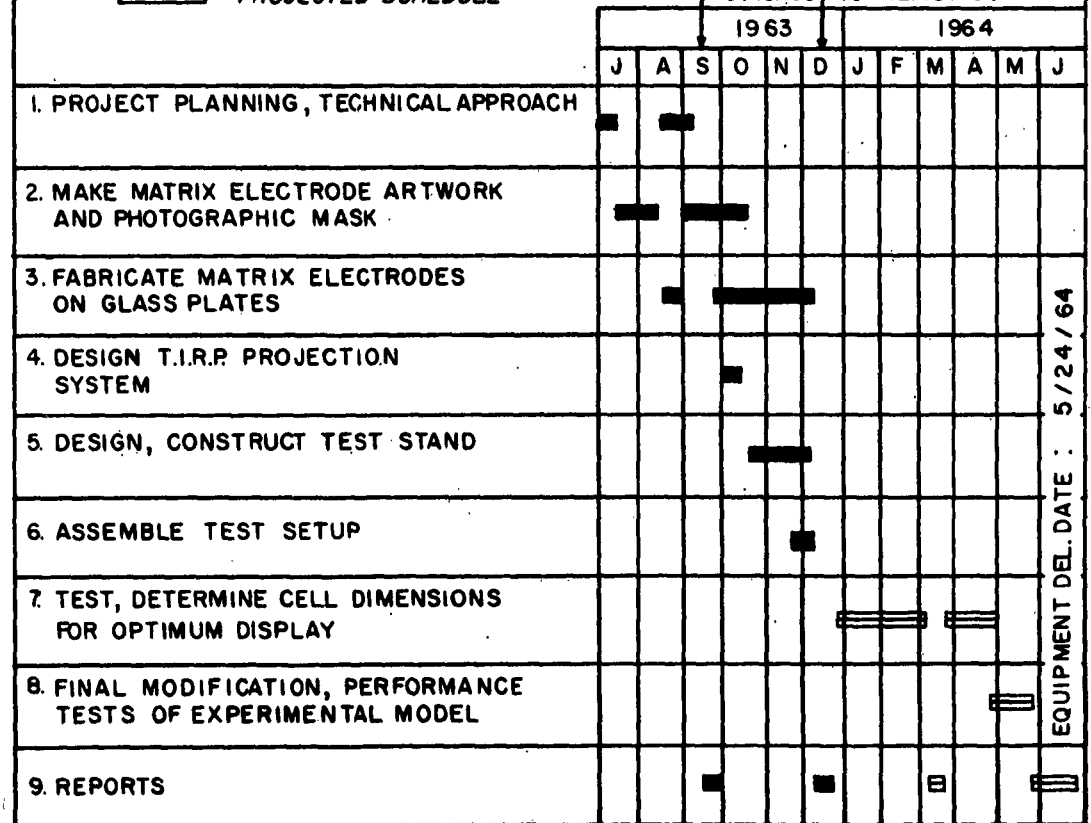 PROJECTED SCHEDULE
1963 1964
J A S O N D J F M A M J
1. PROJECT PLANNING, TECHNICAL APPROACH
2. MAKE MATRIX ELECTRODE ARTWORK
AND PHOTOGRAPHIC MASK
3. FABRICATE MATRIX ELECTRODES
ON GLASS PLATES
4. DESIGN T.I.R.P. PROJECTION
SYSTEM
5. DESIGN, CONSTRUCT TEST STAND
6. ASSEMBLE TEST SETUP
7. TEST, DETERMINE CELL DIMENSIONS
FOR OPTIMUM DISPLAY
8. FINAL MODIFICATION, PERFORMANCE
TESTS OF EXPERIMENTAL MODEL
9. REPORTS
EQUIPMENT DEL. DATE : 5/24/64